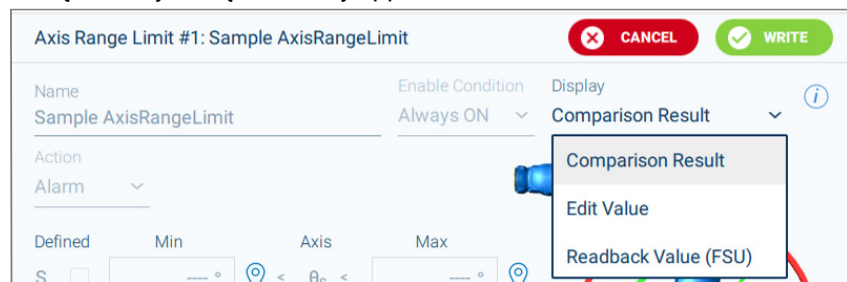 Axis Range Limit #1: Sample AxisRangeLimit
CANCEL
WRITE
Name
Enable Condition
Display
Sample AxisRangeLimit
Always ON
Comparison Result
Action
Comparison Result
Alarm
Edit Value
Defined Min Axis Max
Readback Value (FSU)
S ---- ° < θS < ---- °